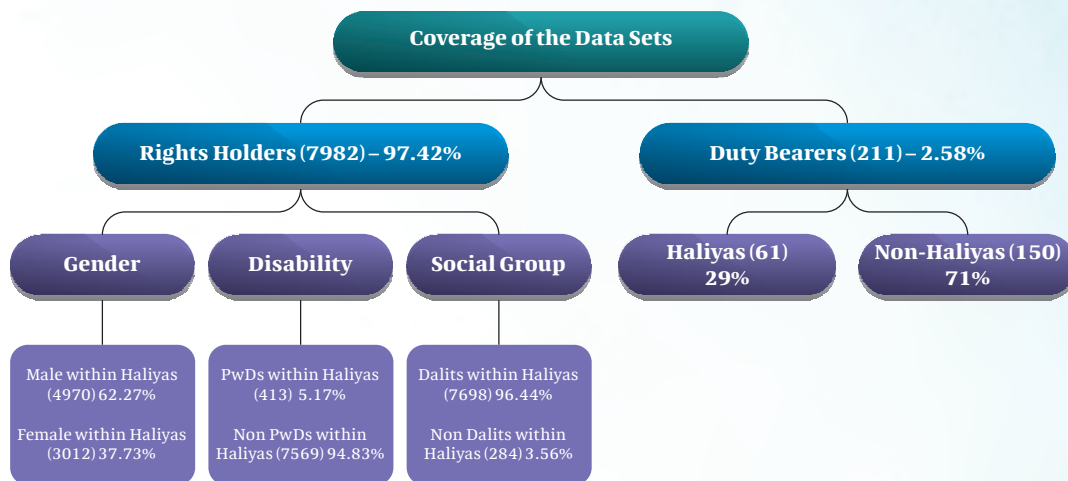 Coverage of the Data Sets
Rights Holders (7982) – 97.42%
Duty Bearers (211) – 2.58%
Gender
Disability
Social Group
Haliyas (61)
29%
Non-Haliyas (150)
71%
Male within Haliyas
(4970) 62.27%
Female within Haliyas
(3012) 37.73%
PwDs within Haliyas
(413) 5.17%
Non PwDs within
Haliyas (7569) 94.83%
Dalits within Haliyas
(7698) 96.44%
Non Dalits within
Haliyas (284) 3.56%